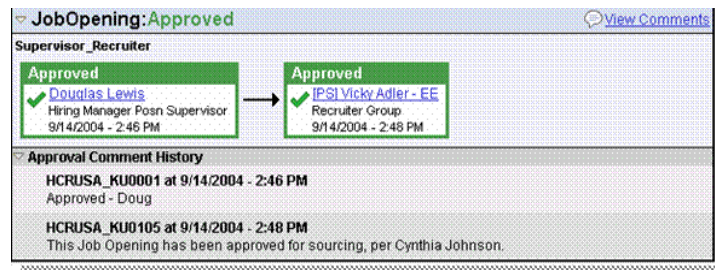 JobOpening:Approved
View Comments
Supervisor_Recruiter
Approved
Douglas Lewis
Hiring Manager Posn Supervisor
9/14/2004 - 2:46 PM
Approved
[PS] Vicky Adler - EE
Recruiter Group
9/14/2004 - 2:48 PM
Approval Comment History
HCRUSA_KU0001 at 9/14/2004 - 2:46 PM
Approved - Doug
HCRUSA_KU0105 at 9/14/2004 - 2:48 PM
This Job Opening has been approved for sourcing, per Cynthia Johnson.